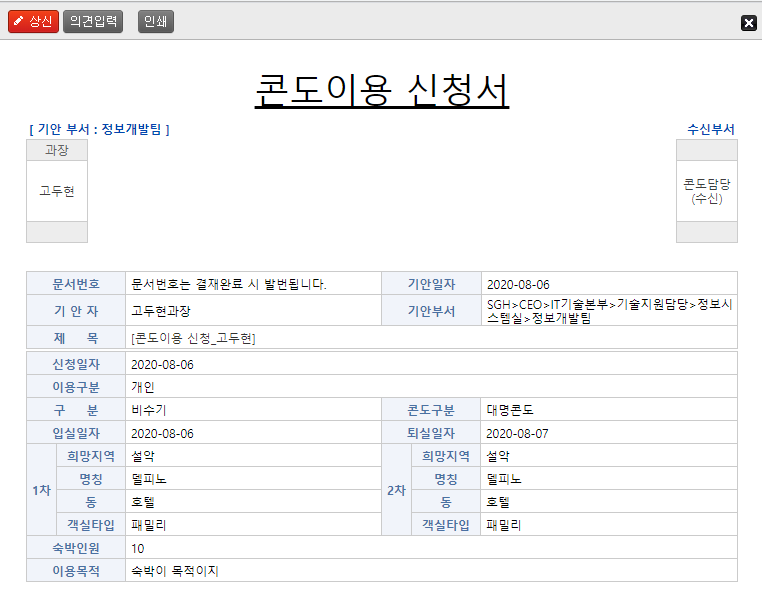 상신 의견입력 인쇄
콘도이용 신청서
[ 기안 부서 : 정보개발팀 ] 수신부서
과장
고두현 콘도담당
(수신)
문서번호 문서번호는 결재완료 시 발번됩니다. 기안일자 2020-08-06
기 안 자 고두현과장 기안부서 SGH>CEO>IT기술본부>기술지원담당>정보시
스템실>정보개발팀
제 목 [콘도이용 신청_고두현]
신청일자 2020-08-06
이용구분 개인
구 분 비수기 콘도구분 대명콘도
입실일자 2020-08-06 퇴실일자 2020-08-07
1차 희망지역 설악 2차 희망지역 설악
명칭 델피노 명칭 델피노
동 호텔 동 호텔
객실타입 패밀리 객실타입 패밀리
숙박인원 10
이용목적 숙박이 목적이지